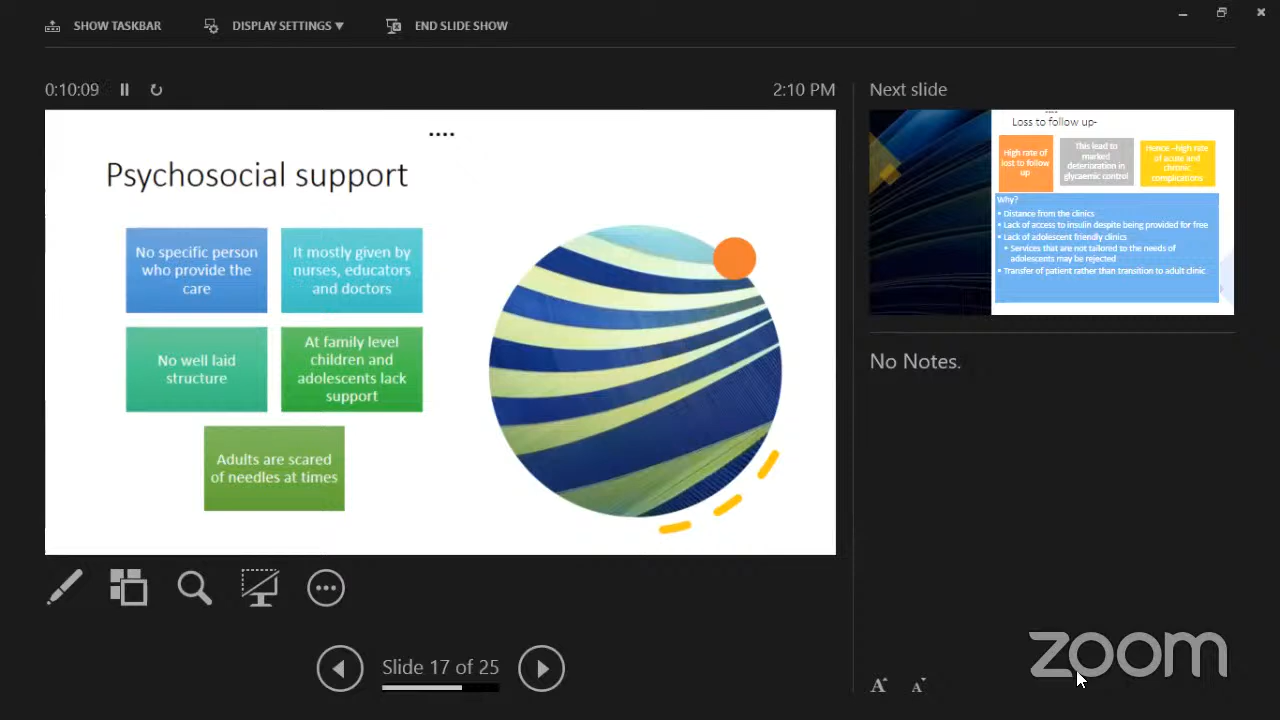 SHOW TASKBAR
DISPLAY SETTINGS
END SLIDE SHOW
0:10:09
2:10 PM
....
Psychosocial support
No specific person
who provide the
care
It mostly given by
nurses, educators
and doctors
No well laid
structure
At family level
children and
adolescents lack
support
Adults are scared
of needles at times
Slide 17 of 25
Next slide
Loss to follow up-
High rate of
lost to follow
up
This lead to
marked
deterioration in
glycaemic control
Hence –high rate
of acute and
chronic
complications
Why?
• Distance from the clinics
• Lack of access to insulin despite being provided for free
• Lack of adolescent friendly clinics
• Services that are not tailored to the needs of
adolescents may be rejected
• Transfer of patient rather than transition to adult clinic
No Notes.
A A
zoom